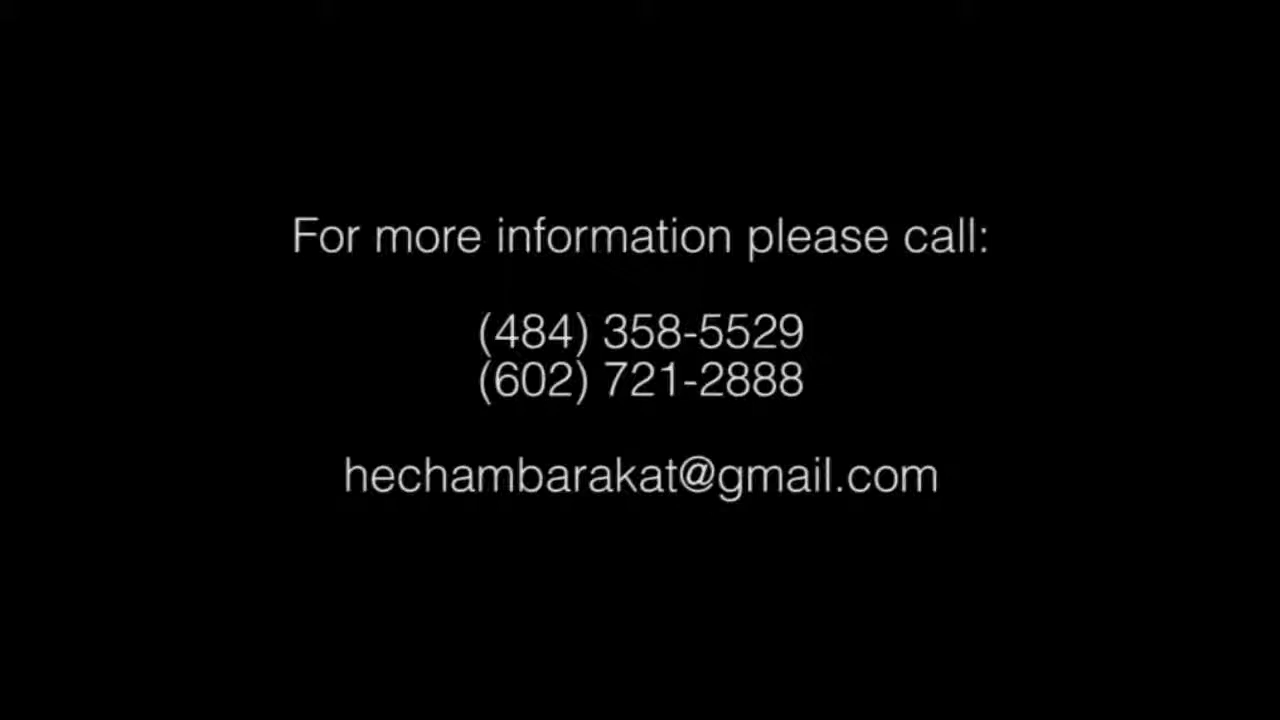 For more information please call:
(484) 358-5529
(602) 721-2888
hechambarakat@gmail.com